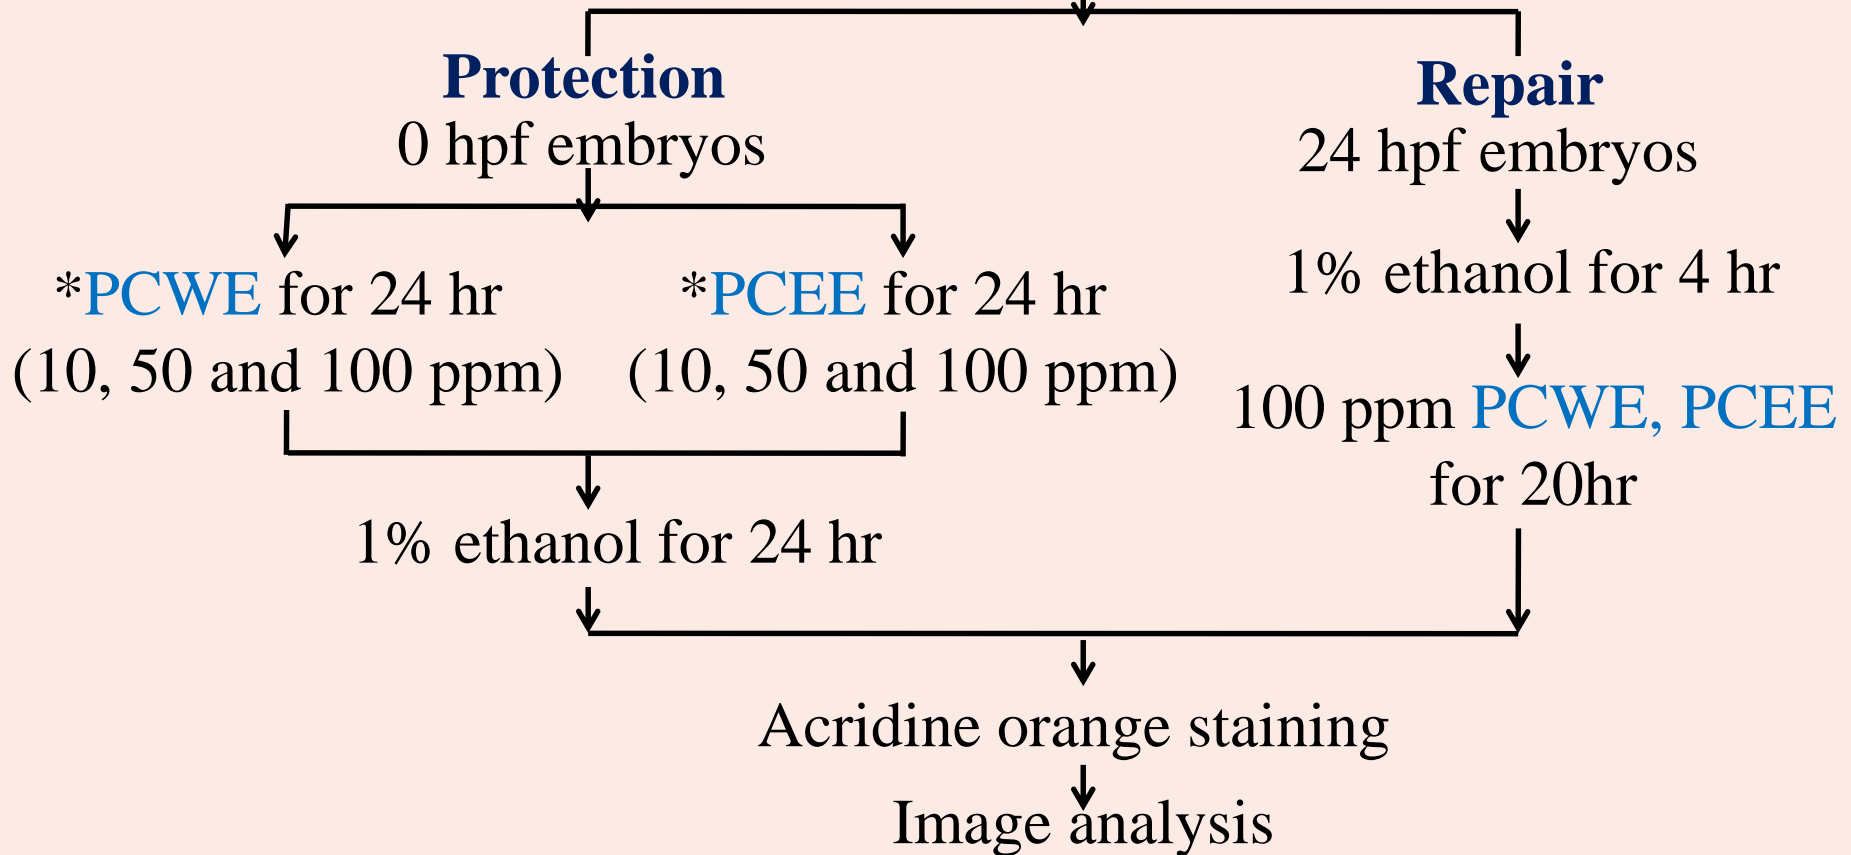 Protection
0 hpf embryos
*PCWE for 24 hr
(10, 50 and 100 ppm)
*PCEE for 24 hr
(10, 50 and 100 ppm)
1% ethanol for 24 hr
Repair
24 hpf embryos
1% ethanol for 4 hr
100 ppm PCWE, PCEE
for 20hr
Acridine orange staining
Image analysis